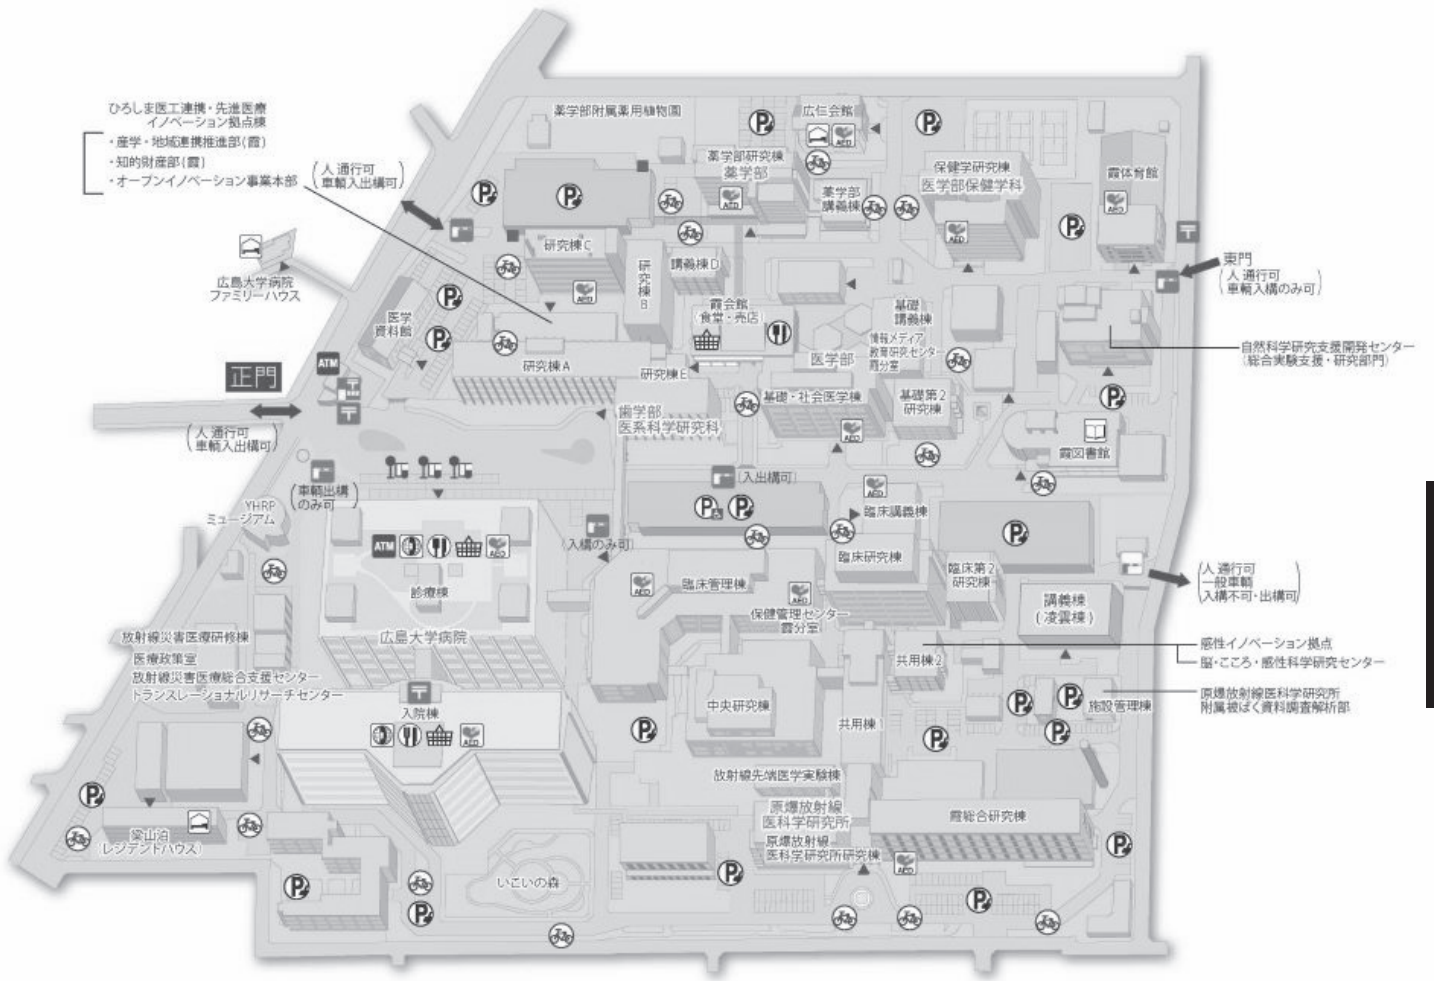 ひろしま医工連携・先進医療
イノベーション拠点棟
・産学・地域連携推進部(霞)
・知的財産部(霞)
・オープンイノベーション事業本部
(人 通行可
車輌入出構可)
薬学部附属薬用植物園
広仁会館
薬学部研究棟
薬学部
AED
AED
薬学部
講義棟
保健学研究棟
医学部保健学科
AED
霞体育館
AED
東門
(人 通行可
車輌入構のみ可)
広島大学病院
ファミリーハウス
医学
資料館
研究棟C
AED
研究棟B
講義棟D
霞会館
(食堂・売店)
基礎
講義棟
情報メディア
教育研究センター
霞分室
医学部
自然科学研究支援開発センター
(総合実験支援・研究部門)
正門
ATM
(人 通行可
車輌入出構可)
研究棟A
研究棟E
歯学部
医系科学研究科
基礎・社会医学棟
AED
基礎第2
研究棟
霞図書館
(車輌出構
のみ可)
YHRP
ミュージアム
(入出構可)
(入構のみ可)
AED
臨床講義棟
臨床研究棟
臨床第2
研究棟
ATM
AED
診療棟
広島大学病院
AED
臨床管理棟
AED
保健管理センター
霞分室
講義棟
(凌雲棟)
(人 通行可
一般車輌
入構不可・出構可)
放射線災害医療研修棟
医療政策室
放射線災害医療総合支援センター
トランスレーショナルリサーチセンター
共用棟2
感性イノベーション拠点
脳・こころ・感性科学研究センター
原爆放射線医科学研究所
附属被ばく資料調査解析部
施設管理棟
入院棟
AED
中央研究棟
共用棟1
放射線先端医学実験棟
原爆放射線
医科学研究所
原爆放射線
医科学研究所研究棟
霞総合研究棟
AED
梁山泊
(レジデントハウス)
いこいの森